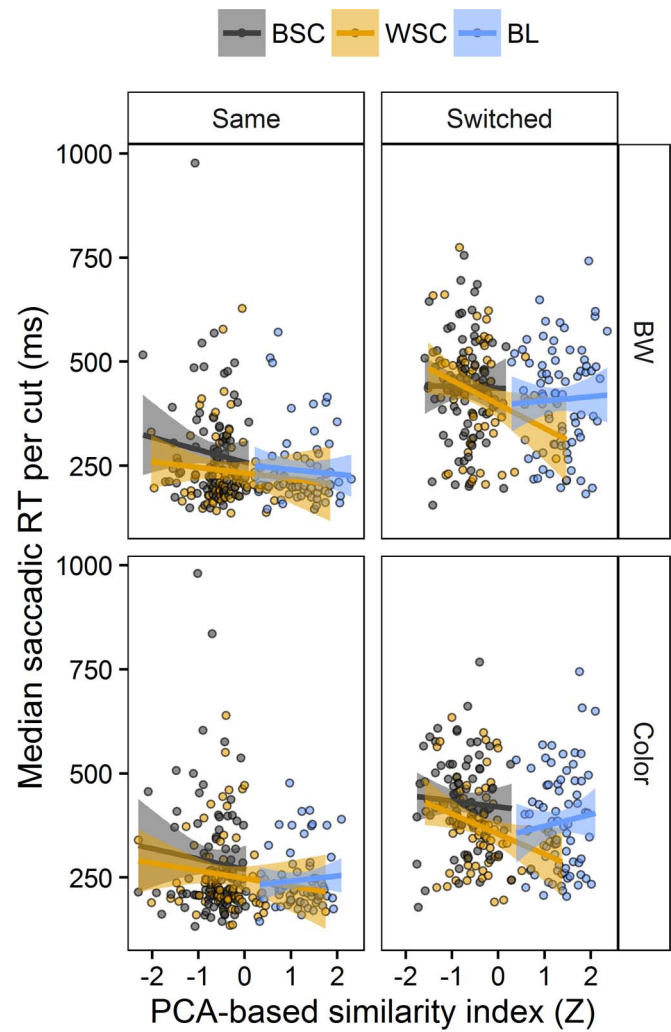 BSC WSC BL
Same Switched
1000
750
500
250
BW
1000
750
500
250
Color
Median saccadic RT per cut (ms)
-2 -1 0 1 2 -2 -1 0 1 2
PCA-based similarity index (Z)